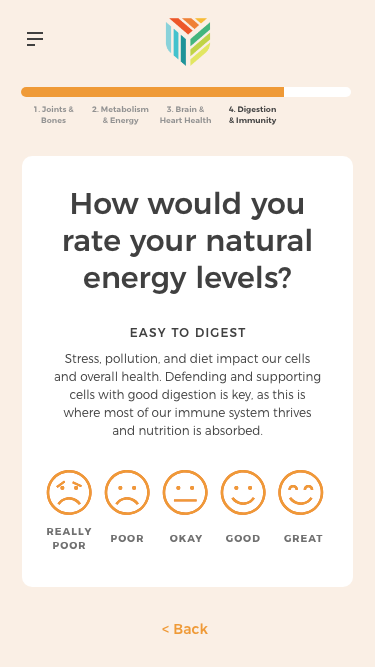 1. Joints & Bones
2. Metabolism & Energy
3. Brain & Heart Health
4. Digestion & Immunity
How would you
rate your natural
energy levels?
EASY TO DIGEST
Stress, pollution, and diet impact our cells
and overall health. Defending and supporting
cells with good digestion is key, as this is
where most of our immune system thrives
and nutrition is absorbed.
REALLY POOR
POOR
OKAY
GOOD
GREAT
< Back